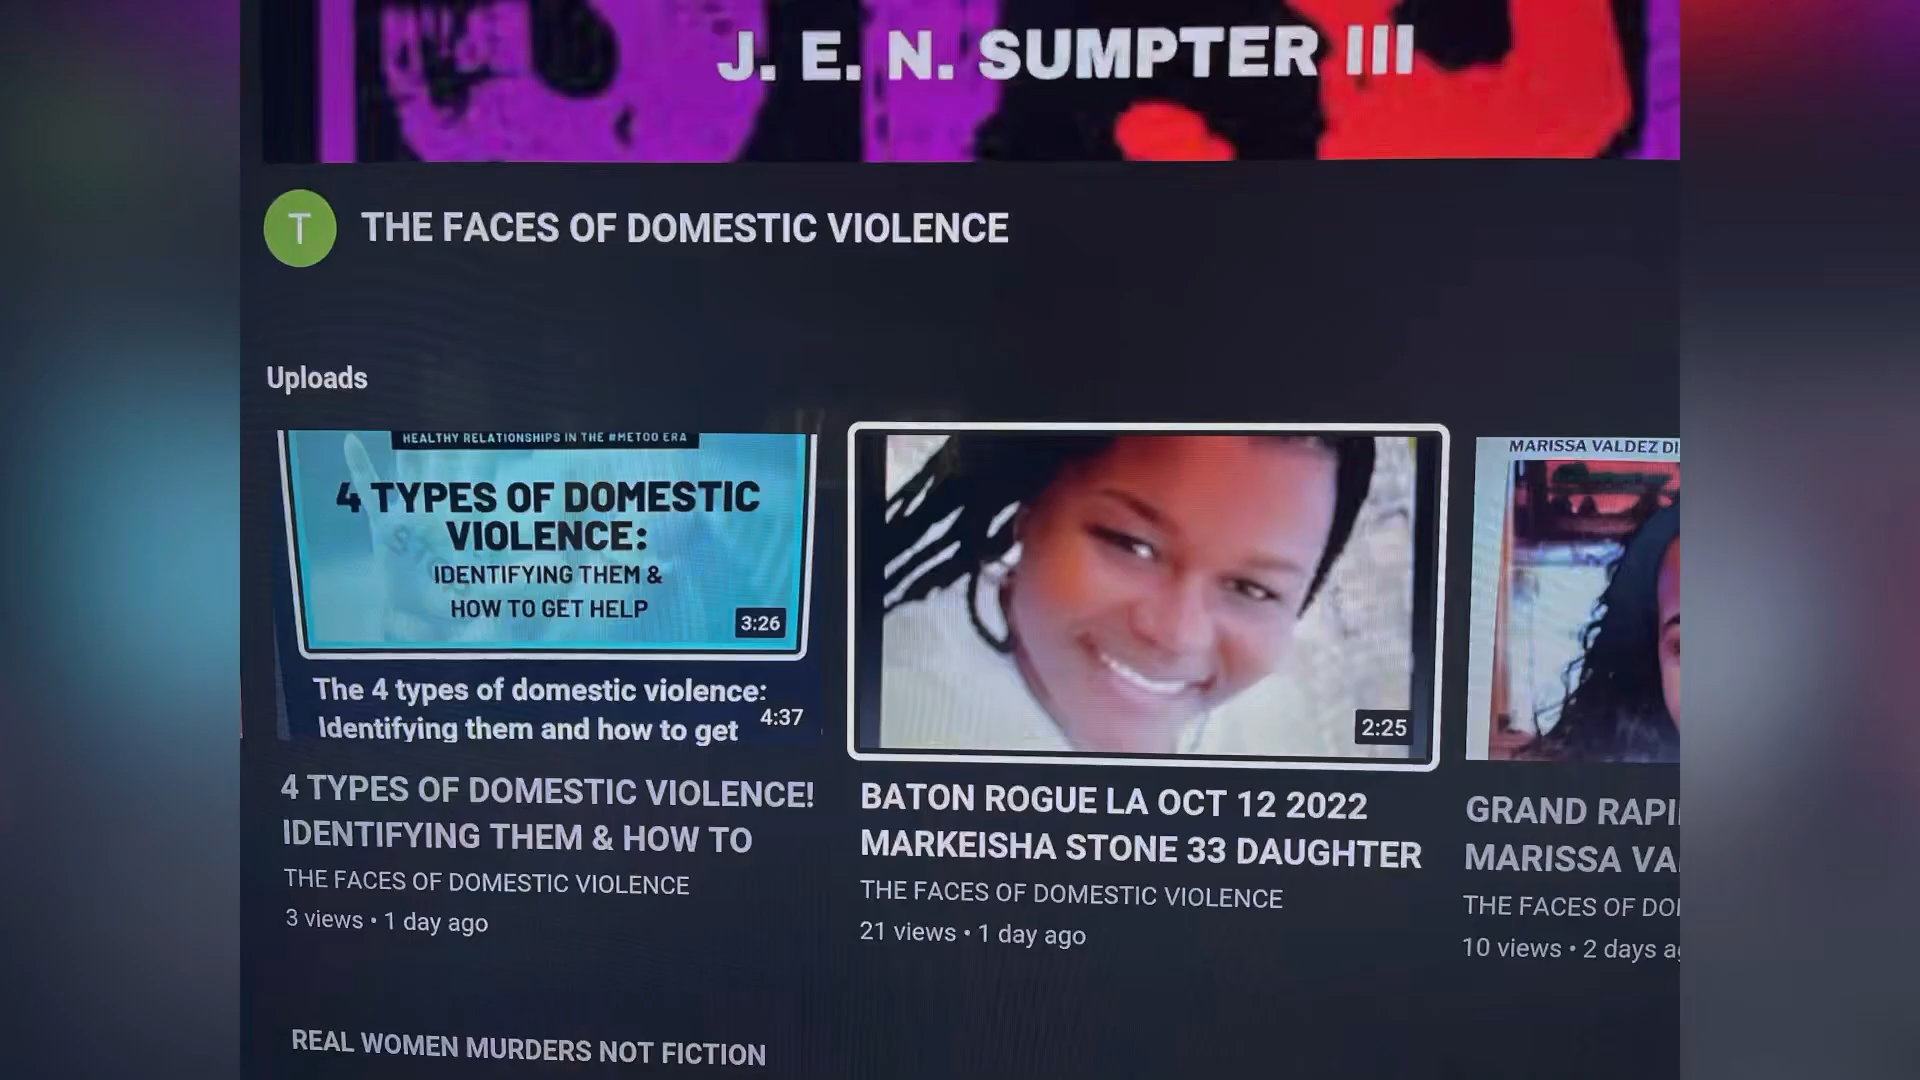 J. E. N. SUMPTER III
T
THE FACES OF DOMESTIC VIOLENCE
Uploads
HEALTHY RELATIONSHIPS IN THE #METOO ERA
4 TYPES OF DOMESTIC
VIOLENCE:
IDENTIFYING THEM &
HOW TO GET HELP
3:26
The 4 types of domestic violence:
Identifying them and how to get
4:37
4 TYPES OF DOMESTIC VIOLENCE!
IDENTIFYING THEM & HOW TO
THE FACES OF DOMESTIC VIOLENCE
3 views • 1 day ago
2:25
BATON ROGUE LA OCT 12 2022
MARKEISHA STONE 33 DAUGHTER
THE FACES OF DOMESTIC VIOLENCE
21 views • 1 day ago
MARISSA VALDEZ DI
GRAND RAPI
MARISSA VA
THE FACES OF DO
10 views • 2 days a
REAL WOMEN MURDERS NOT FICTION